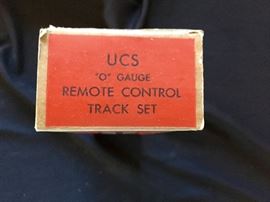 UCS
"O" GAUGE
REMOTE CONTROL
TRACK SET